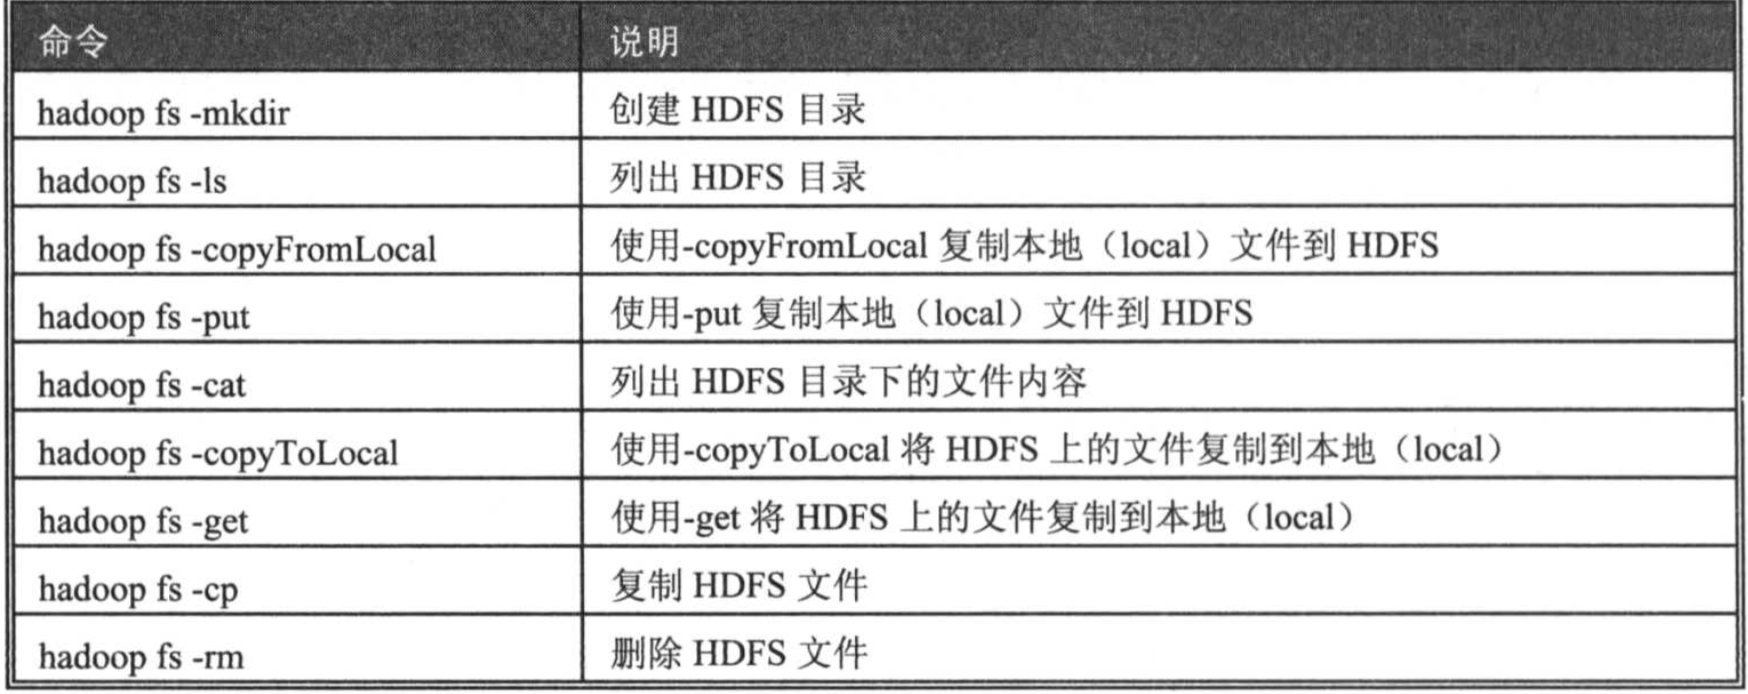 命令 说明
hadoop fs -mkdir 创建 HDFS 目录
hadoop fs -ls 列出 HDFS 目录
hadoop fs -copyFromLocal 使用-copyFromLocal 复制本地（local）文件到 HDFS
hadoop fs -put 使用-put 复制本地（local）文件到 HDFS
hadoop fs -cat 列出 HDFS 目录下的文件内容
hadoop fs -copyToLocal 使用-copyToLocal 将 HDFS 上的文件复制到本地（local）
hadoop fs -get 使用-get 将 HDFS 上的文件复制到本地（local）
hadoop fs -cp 复制 HDFS 文件
hadoop fs -rm 删除 HDFS 文件